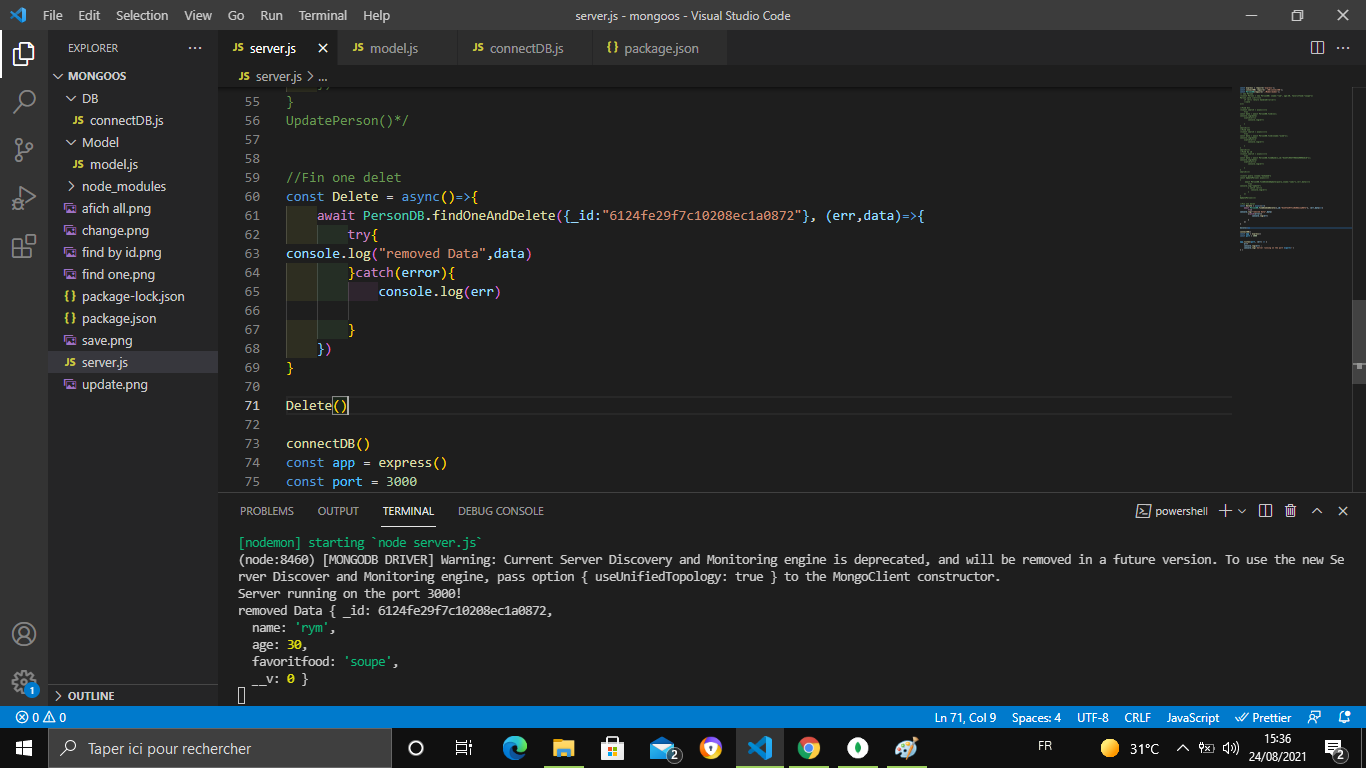 File Edit Selection View Go Run Terminal Help
server.js - mongoos - Visual Studio Code
EXPLORER
MONGOOS
DB
JS connectDB.js
Model
JS model.js
node_modules
afich all.png
change.png
find by id.png
find one.png
{} package-lock.json
{} package.json
save.png
JS server.js
update.png
OUTLINE
1
JS server.js
JS model.js
JS connectDB.js
{} package.json
JS server.js > ...
55 }
56 UpdatePerson()*/
57
58
59 //Fin one delet
60 const Delete = async()=>{
61 await PersonDB.findOneAndDelete({_id:"6124fe29f7c10208ec1a0872"}, (err,data)=>{
62 try{
63 console.log("removed Data",data)
64 }catch(error){
65 console.log(err)
66
67 }
68 })
69 }
70
71 Delete()
72
73 connectDB()
74 const app = express()
75 const port = 3000
PROBLEMS OUTPUT TERMINAL DEBUG CONSOLE
powershell
[nodemon] starting `node server.js`
(node:8460) [MONGODB DRIVER] Warning: Current Server Discovery and Monitoring engine is deprecated, and will be removed in a future version. To use the new Se
rver Discover and Monitoring engine, pass option { useUnifiedTopology: true } to the MongoClient constructor.
Server running on the port 3000!
removed Data { _id: 6124fe29f7c10208ec1a0872,
name: 'rym',
age: 30,
favoritfood: 'soupe',
__v: 0 }
0 0
Ln 71, Col 9 Spaces: 4 UTF-8 CRLF JavaScript Prettier
Taper ici pour rechercher
2
FR
31°C
15:36
24/08/2021
2